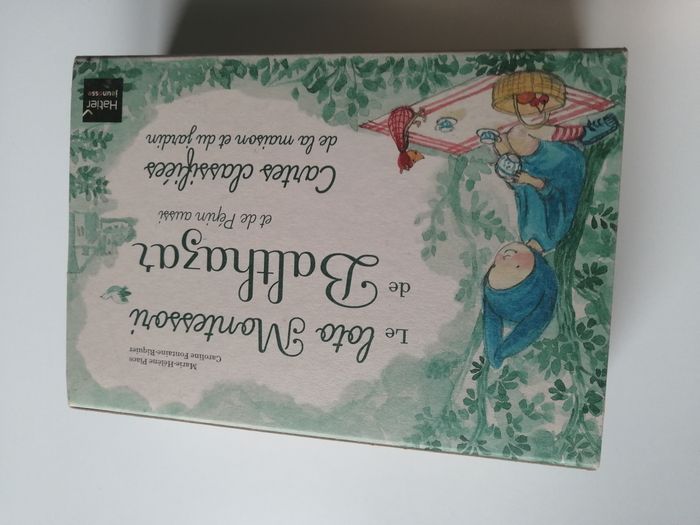 Marie-Hélène Place
Caroline Fontaine-Riquier
Le loto Montessori
de Balthazar
et de Pépin aussi
Cartes classifiées
de la maison et du jardin
Hatier
jeunesse